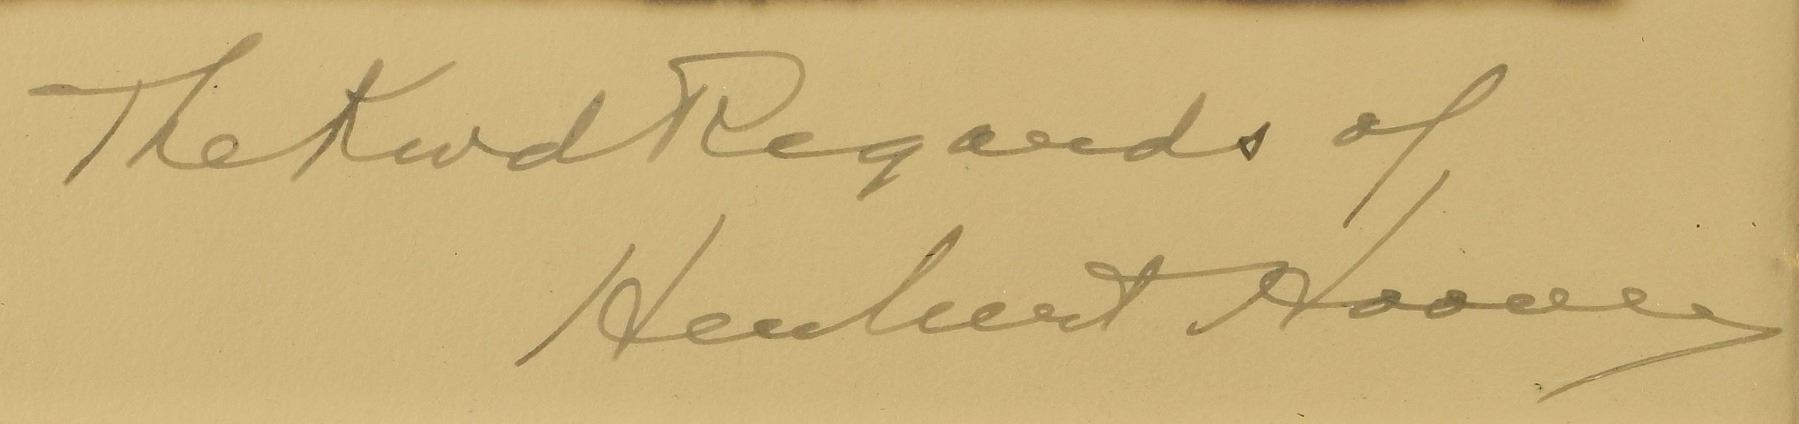 The Kind Regards of
Herbert Hoover